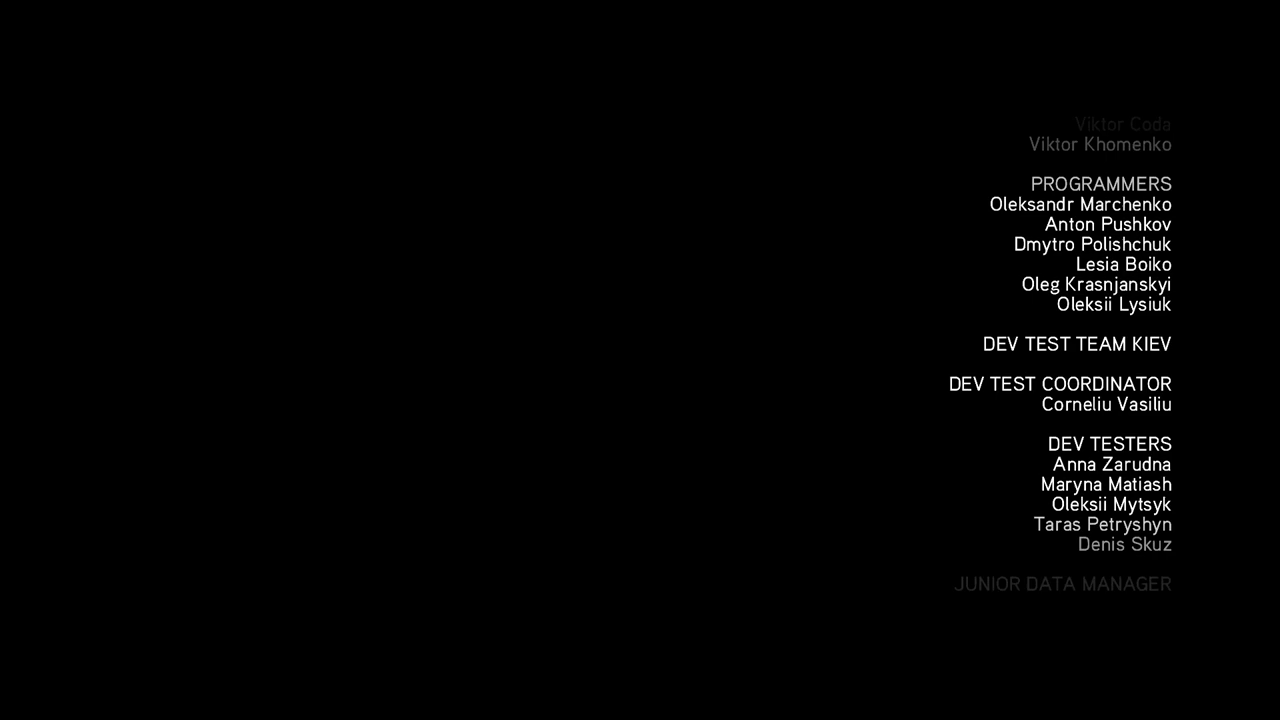 Viktor Coda
Viktor Khomenko
PROGRAMMERS
Oleksandr Marchenko
Anton Pushkov
Dmytro Polishchuk
Lesia Boiko
Oleg Krasnjanskyi
Oleksii Lysiuk
DEV TEST TEAM KIEV
DEV TEST COORDINATOR
Corneliu Vasiliu
DEV TESTERS
Anna Zarudna
Maryna Matiash
Oleksii Mytsyk
Taras Petryshyn
Denis Skuz
JUNIOR DATA MANAGER